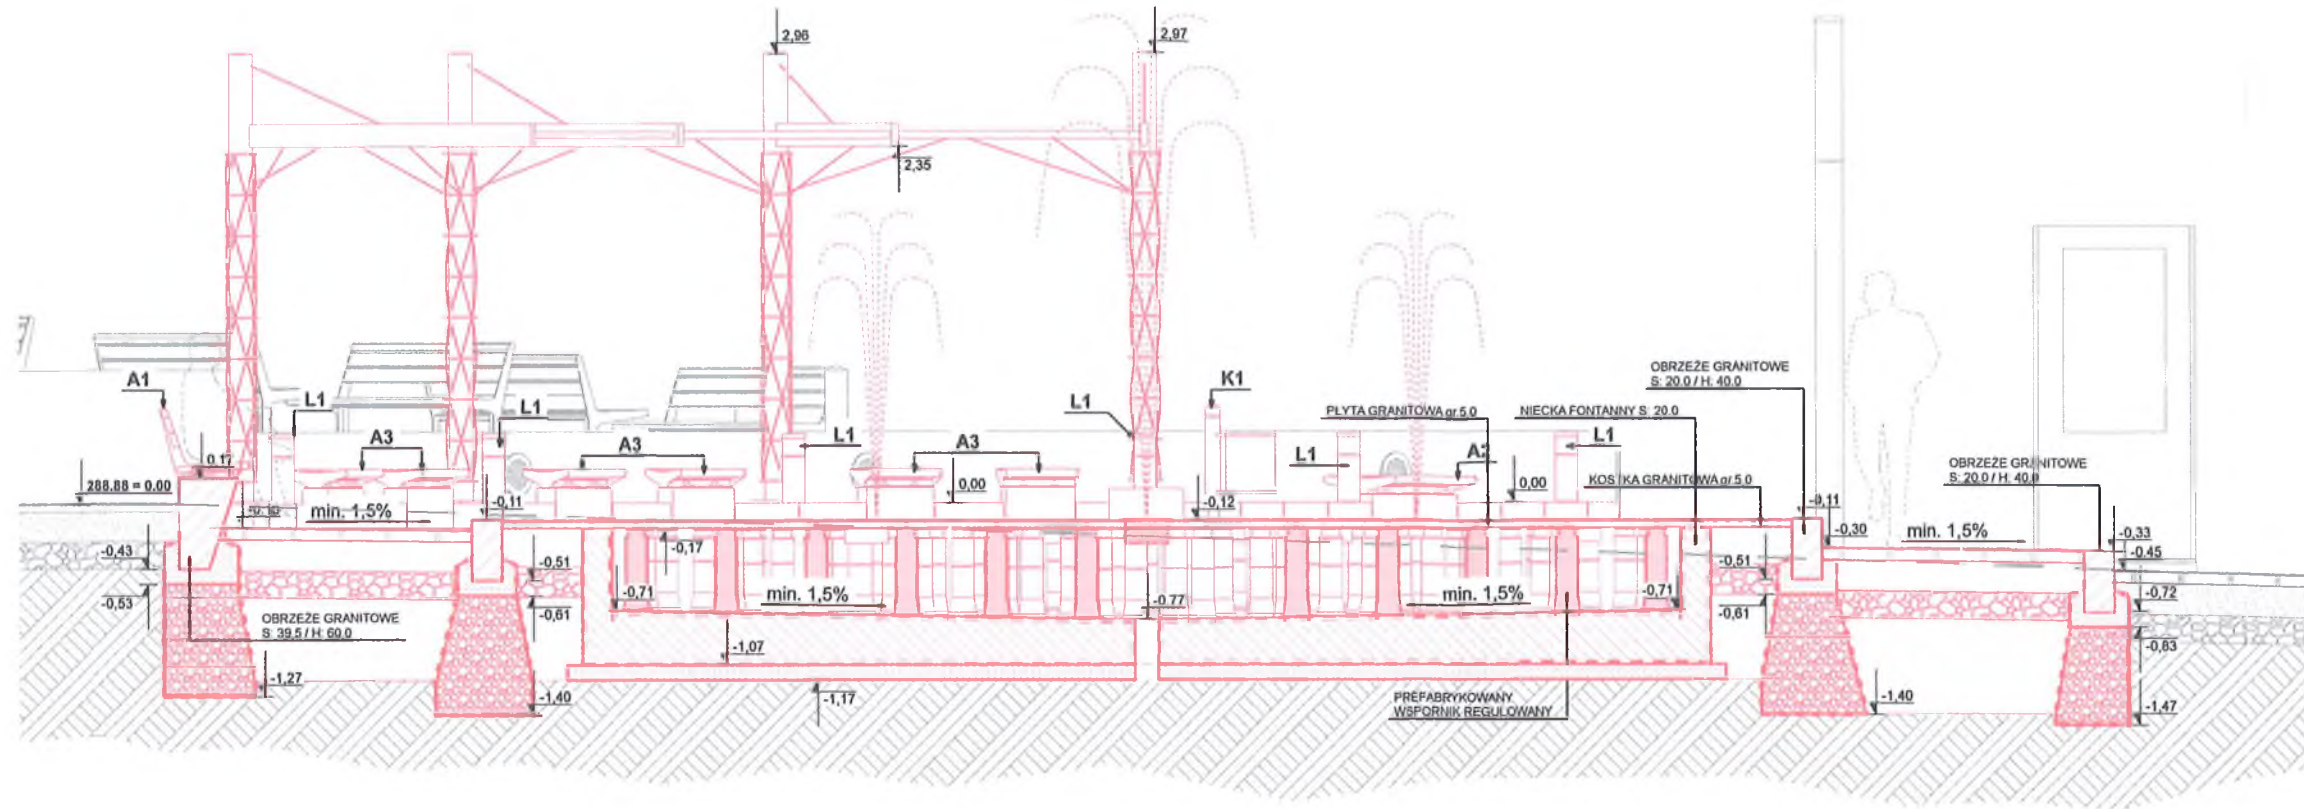 2,96
2,97
2,35
OBRZEŻE GRANITOWE
S: 20.0 / H: 40.0
A1
L1
L1
L1
K1
PŁYTA GRANITOWA gr.5.0
NIECKA FONTANNY S: 20.0
A3
A3
L1
A3
L1
L1
OBRZEŻE GRANITOWE
S: 20.0 / H: 40.0
0,17
288.88 = 0.00
0,00
0,00
KOSTKA GRANITOWA gr.5.0
min. 1,5%
-0,11
-0,12
-0,11
-0,30
min. 1,5%
-0,33
-0,43
-0,17
-0,45
-0,51
-0,51
-0,53
-0,71
min. 1,5%
-0,77
min. 1,5%
-0,71
-0,72
-0,61
-0,61
OBRZEŻE GRANITOWE
S: 39,5 / H: 60,0
-1,07
-0,83
-1,27
-1,40
-1,17
PREFABRYKOWANY
WSPORNIK REGULOWANY
-1,40
-1,47